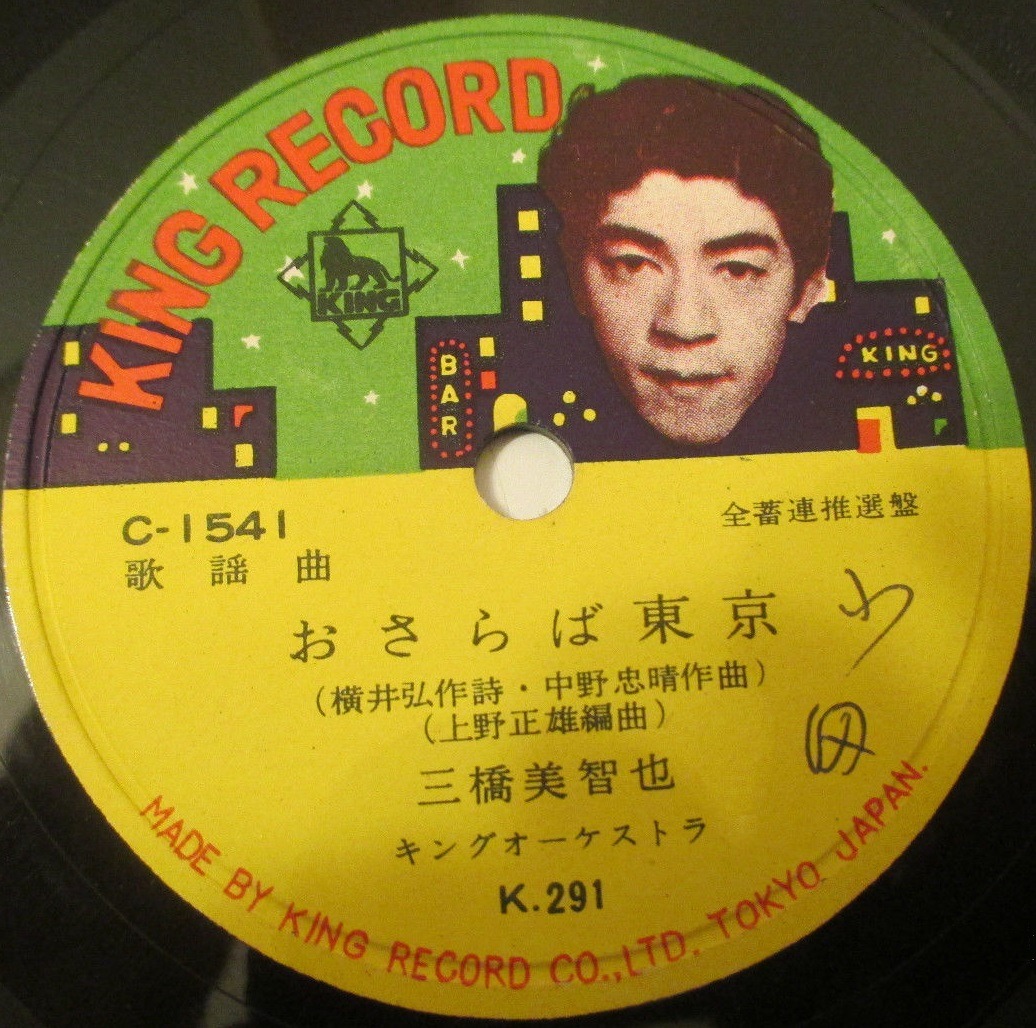 KING RECORD
KING
BAR
KING
C-1541
全蓄連推選盤
歌謡曲
おさらば東京
(横井弘作詩・中野忠晴作曲)
(上野正雄編曲)
三橋美智也
キングオーケストラ
K.291
MADE BY KING RECORD CO.,LTD. TOKYO JAPAN.